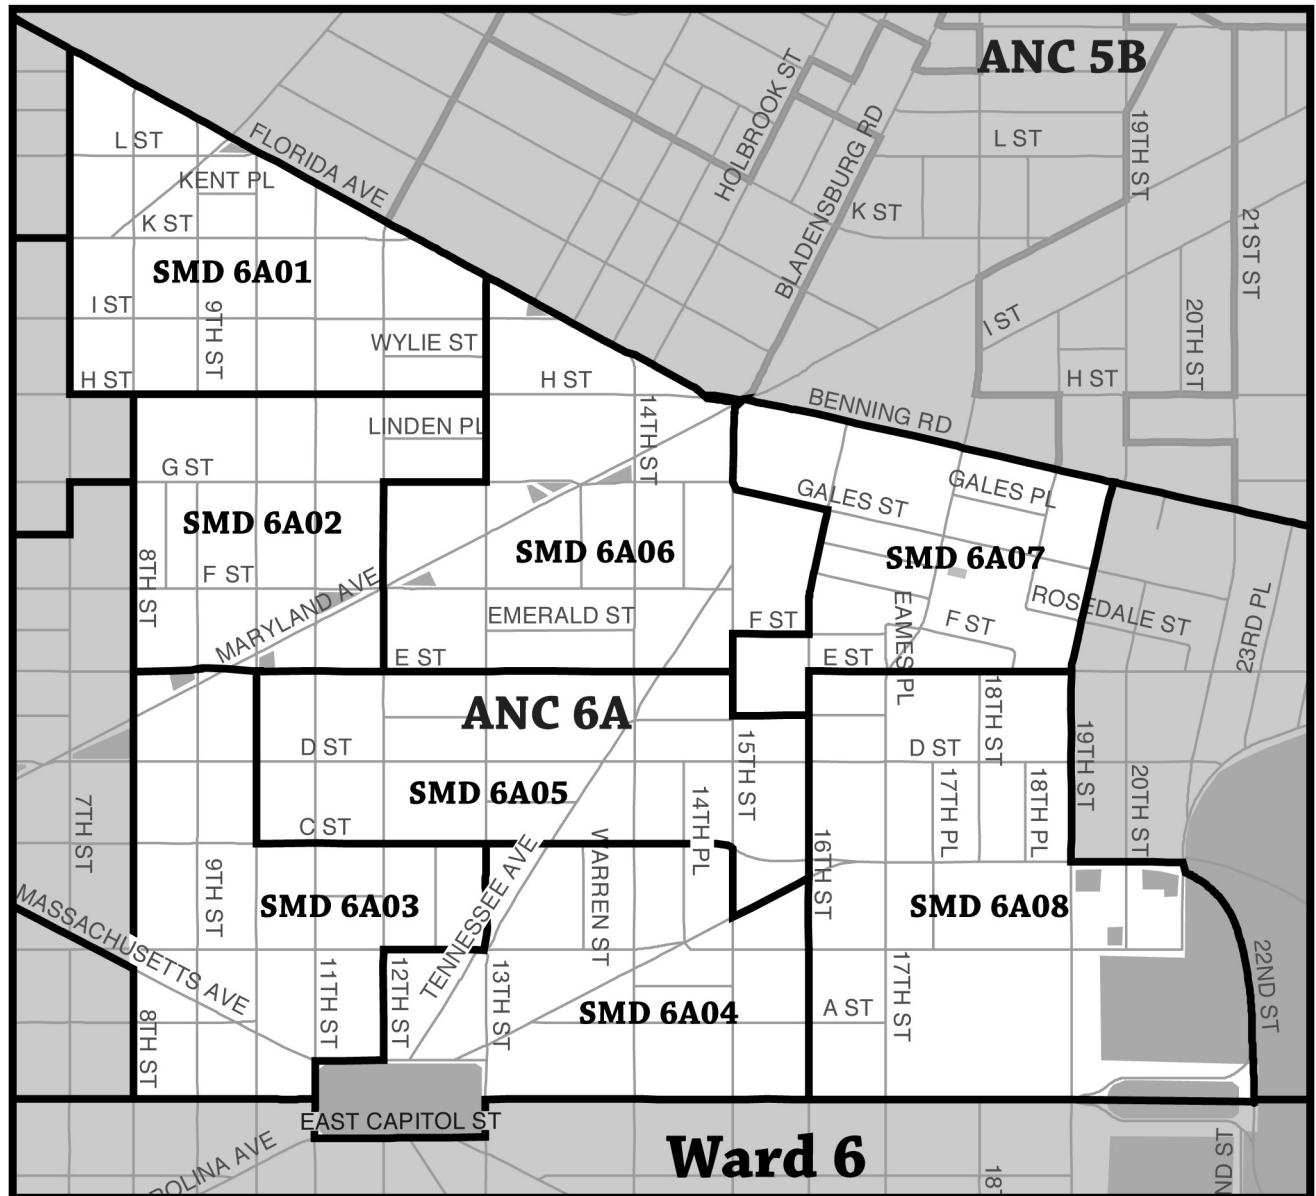 ANC 5B
HOLBROOK ST
BLADENSBURG RD
19TH ST
L ST
L ST
FLORIDA AVE
KENT PL
K ST
K ST
21ST ST
SMD 6A01
I ST
9TH ST
I ST
20TH ST
WYLIE ST
H ST
H ST
H ST
BENNING RD
14TH ST
LINDEN PL
G ST
GALES PL
GALES ST
SMD 6A02
SMD 6A06
SMD 6A07
8TH ST
F ST
MARYLAND AVE
EMERALD ST
F ST
EAMES PL
F ST
ROSEDALE ST
23RD PL
E ST
E ST
ANC 6A
18TH ST
D ST
D ST
15TH ST
19TH ST
SMD 6A05
14TH PL
17TH PL
18TH PL
20TH ST
7TH ST
C ST
WARREN ST
16TH ST
TENNESSEE AVE
9TH ST
SMD 6A03
SMD 6A08
MASSACHUSETTS AVE
11TH ST
12TH ST
13TH ST
SMD 6A04
A ST
17TH ST
22ND ST
8TH ST
EAST CAPITOL ST
Ward 6
ROLINA AVE
18
ND ST